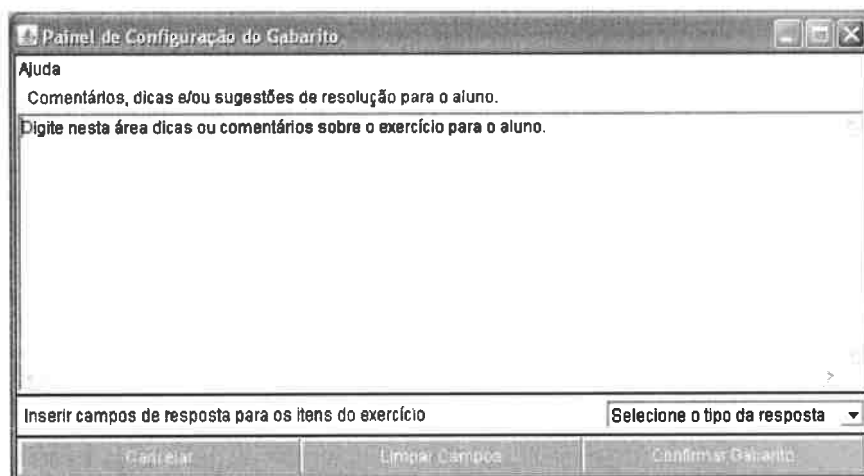 Painel de Configuração do Gabarito
Ajuda
Comentários, dicas e/ou sugestões de resolução para o aluno.
Digite nesta área dicas ou comentários sobre o exercício para o aluno.
Inserir campos de resposta para os itens do exercício Selecione o tipo da resposta
Cancelar Limpar Campos Confirmar Gabarito